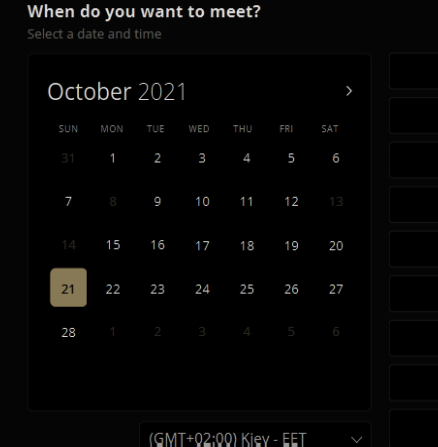 When do you want to meet?
Select a date and time
October 2021
SUN MON TUE WED THU FRI SAT
31 1 2 3 4 5 6
7 8 9 10 11 12 13
14 15 16 17 18 19 20
21 22 23 24 25 26 27
28 1 2 3 4 5 6
(GMT+02:00) Kiev - EET